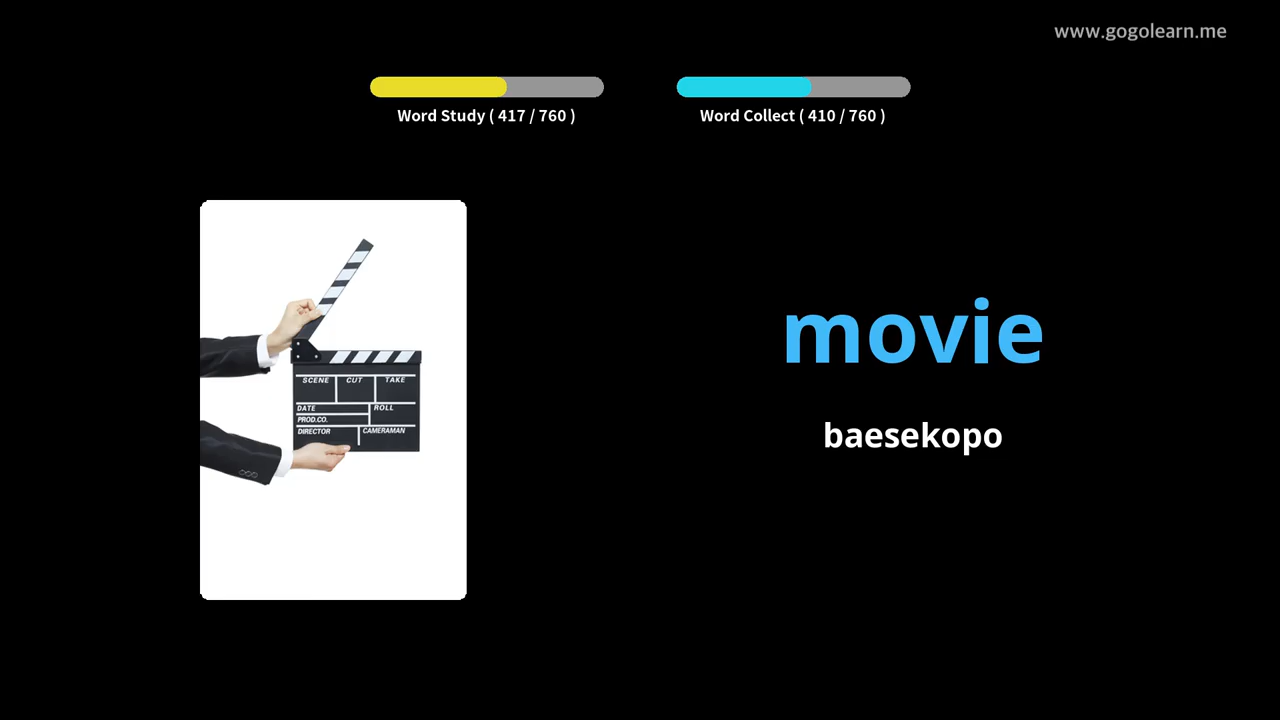 www.gogolearn.me
Word Study ( 417 / 760 )
Word Collect ( 410 / 760 )
SCENE CUT TAKE
DATE ROLL
PROD.CO.
DIRECTOR CAMERAMAN
movie
baesekopo